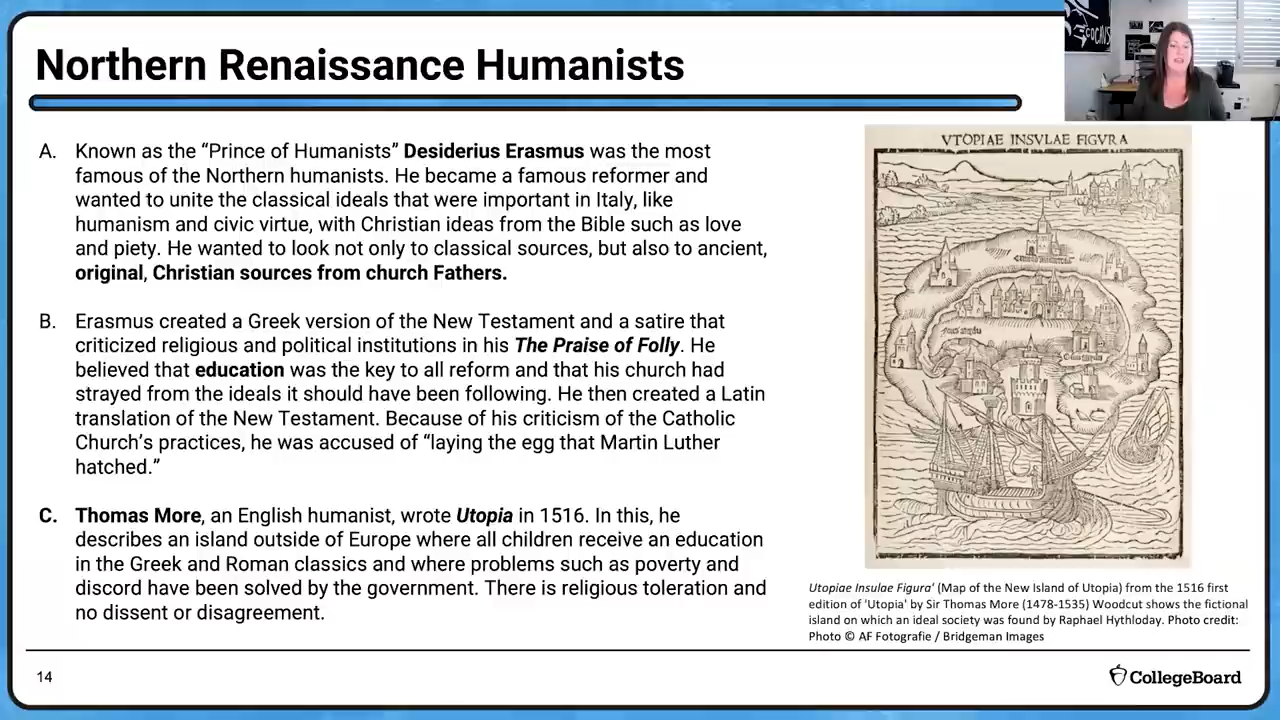 Northern Renaissance Humanists
A. Known as the “Prince of Humanists” Desiderius Erasmus was the most
famous of the Northern humanists. He became a famous reformer and
wanted to unite the classical ideals that were important in Italy, like
humanism and civic virtue, with Christian ideas from the Bible such as love
and piety. He wanted to look not only to classical sources, but also to ancient,
original, Christian sources from church Fathers.
B. Erasmus created a Greek version of the New Testament and a satire that
criticized religious and political institutions in his The Praise of Folly. He
believed that education was the key to all reform and that his church had
strayed from the ideals it should have been following. He then created a Latin
translation of the New Testament. Because of his criticism of the Catholic
Church’s practices, he was accused of “laying the egg that Martin Luther
hatched.”
C. Thomas More, an English humanist, wrote Utopia in 1516. In this, he
describes an island outside of Europe where all children receive an education
in the Greek and Roman classics and where problems such as poverty and
discord have been solved by the government. There is religious toleration and
no dissent or disagreement.
VTOPIAE INSVLAE FIGVRA
Utopiae Insulae Figura' (Map of the New Island of Utopia) from the 1516 first
edition of 'Utopia' by Sir Thomas More (1478-1535) Woodcut shows the fictional
island on which an ideal society was found by Raphael Hythloday. Photo credit:
Photo © AF Fotografie / Bridgeman Images
14
CollegeBoard